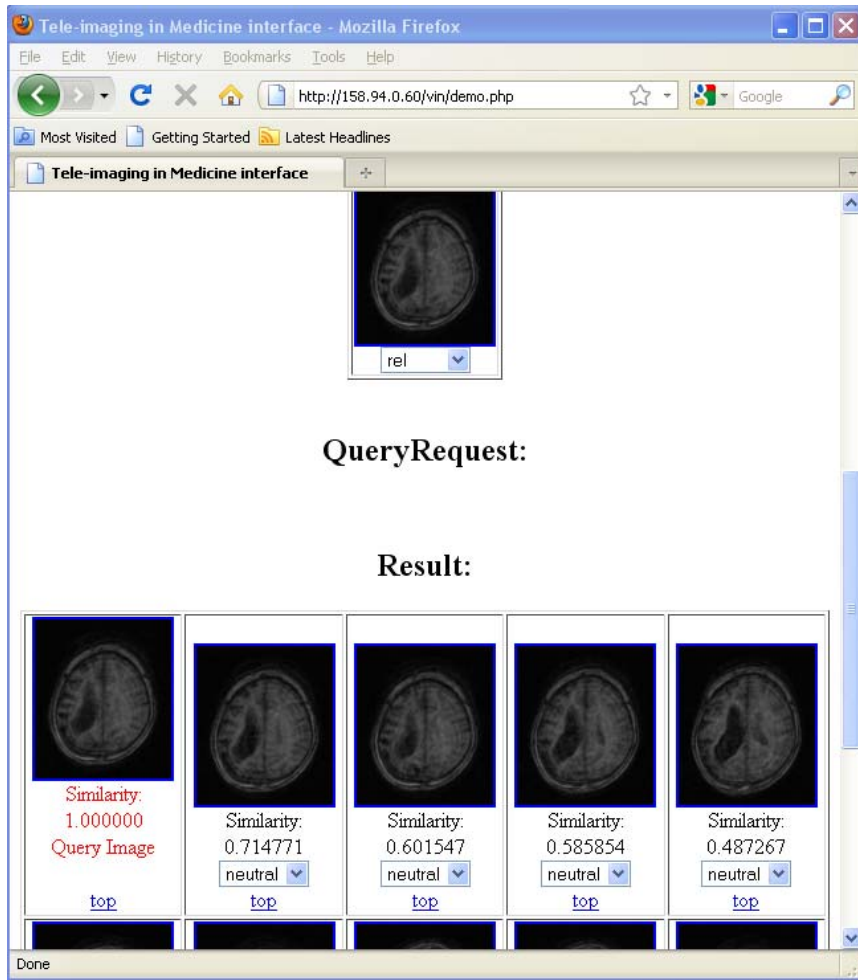 Tele-imaging in Medicine interface - Mozilla Firefox
File Edit View History Bookmarks Tools Help
http://158.94.0.60/vin/demo.php Google
Most Visited Getting Started Latest Headlines
Tele-imaging in Medicine interface
rel
QueryRequest:
Result:
Similarity:
1.000000
Query Image
top
Similarity:
0.714771
neutral
top
Similarity:
0.601547
neutral
top
Similarity:
0.585854
neutral
top
Similarity:
0.487267
neutral
top
Done